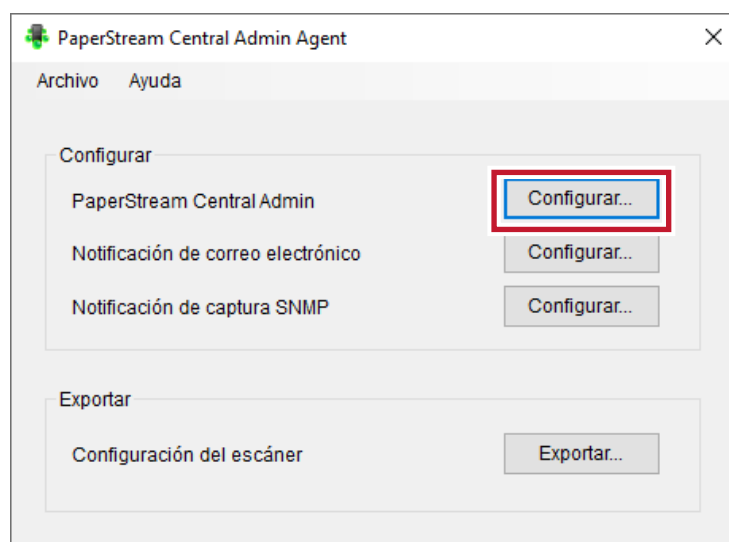 PaperStream Central Admin Agent
Archivo Ayuda
Configurar
PaperStream Central Admin Configurar...
Notificación de correo electrónico Configurar...
Notificación de captura SNMP Configurar...
Exportar
Configuración del escáner Exportar...